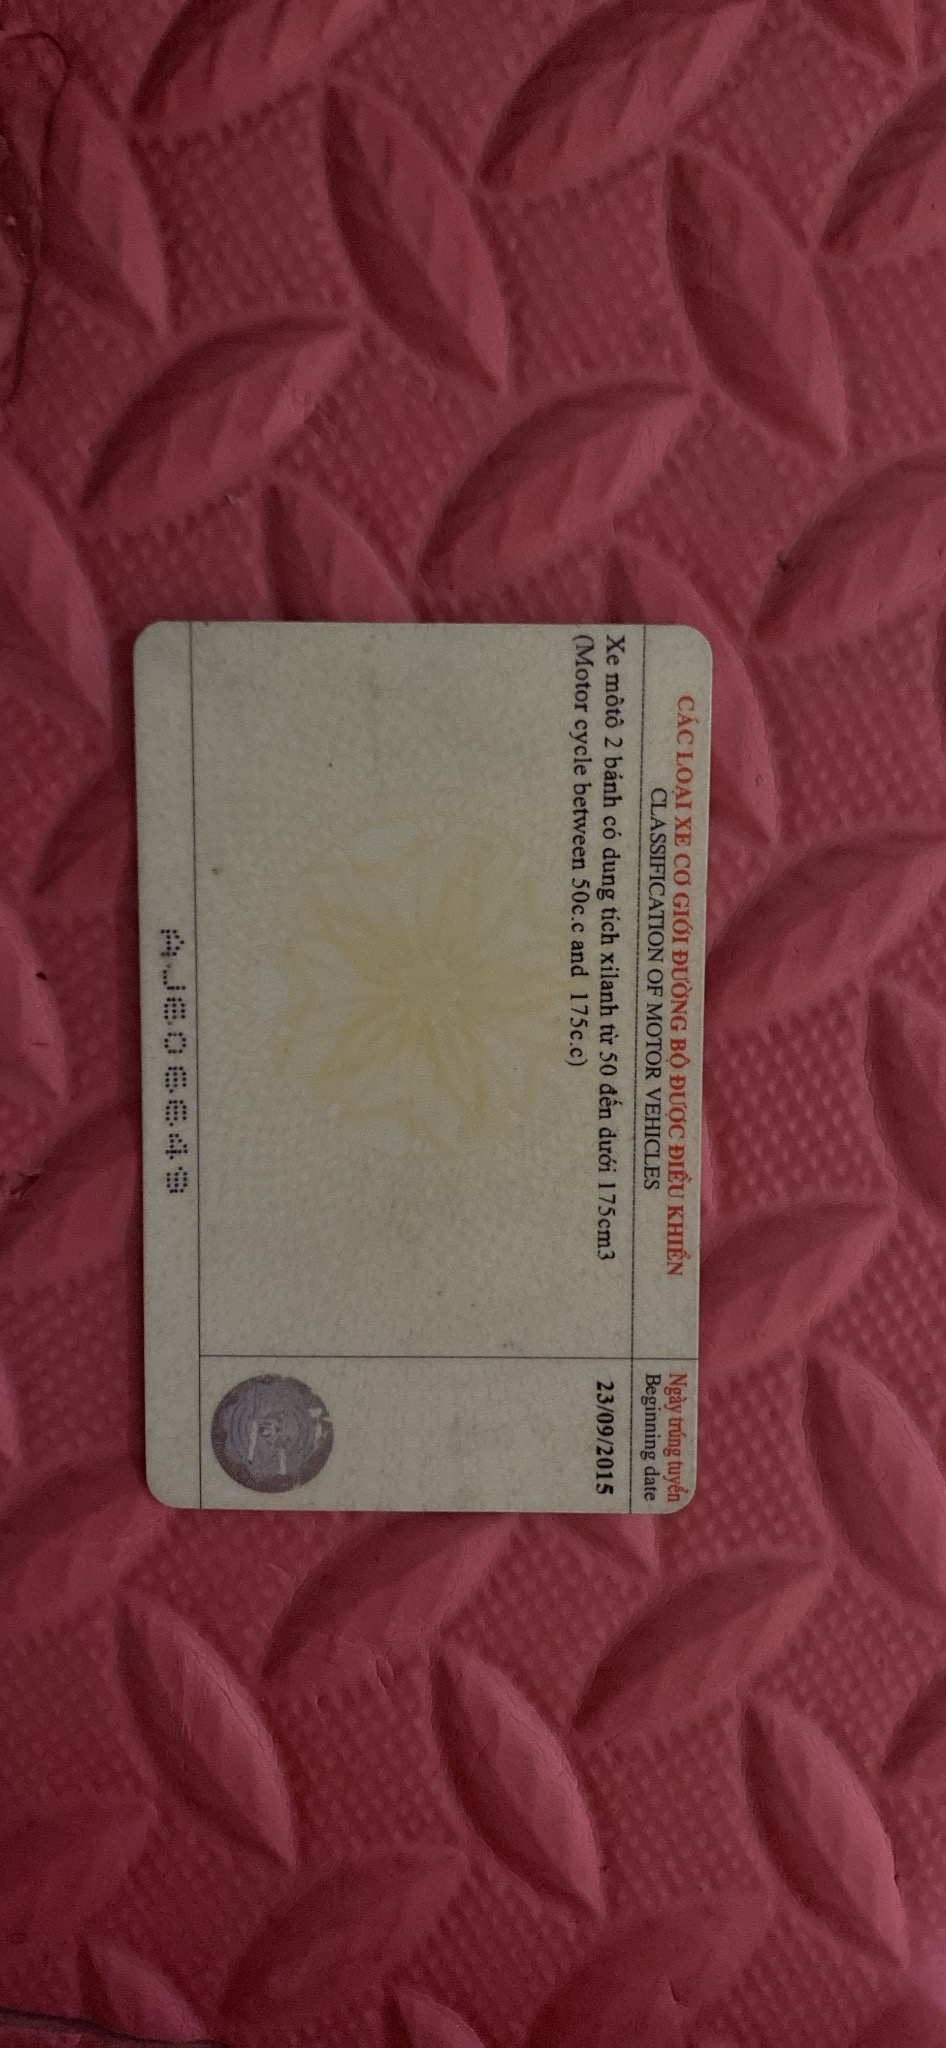 CÁC LOẠI XE CƠ GIỚI ĐƯỜNG BỘ ĐƯỢC ĐIỀU KHIỂN
CLASSIFICATION OF MOTOR VEHICLES
Ngày trúng tuyển
Beginning date
Xe môtô 2 bánh có dung tích xilanh từ 50 đến dưới 175cm3
(Motor cycle between 50c.c and 175c.c)
23/09/2015